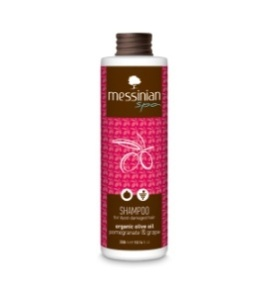 messinian
spa
SHAMPOO
organic olive oil
pomegranate & grape